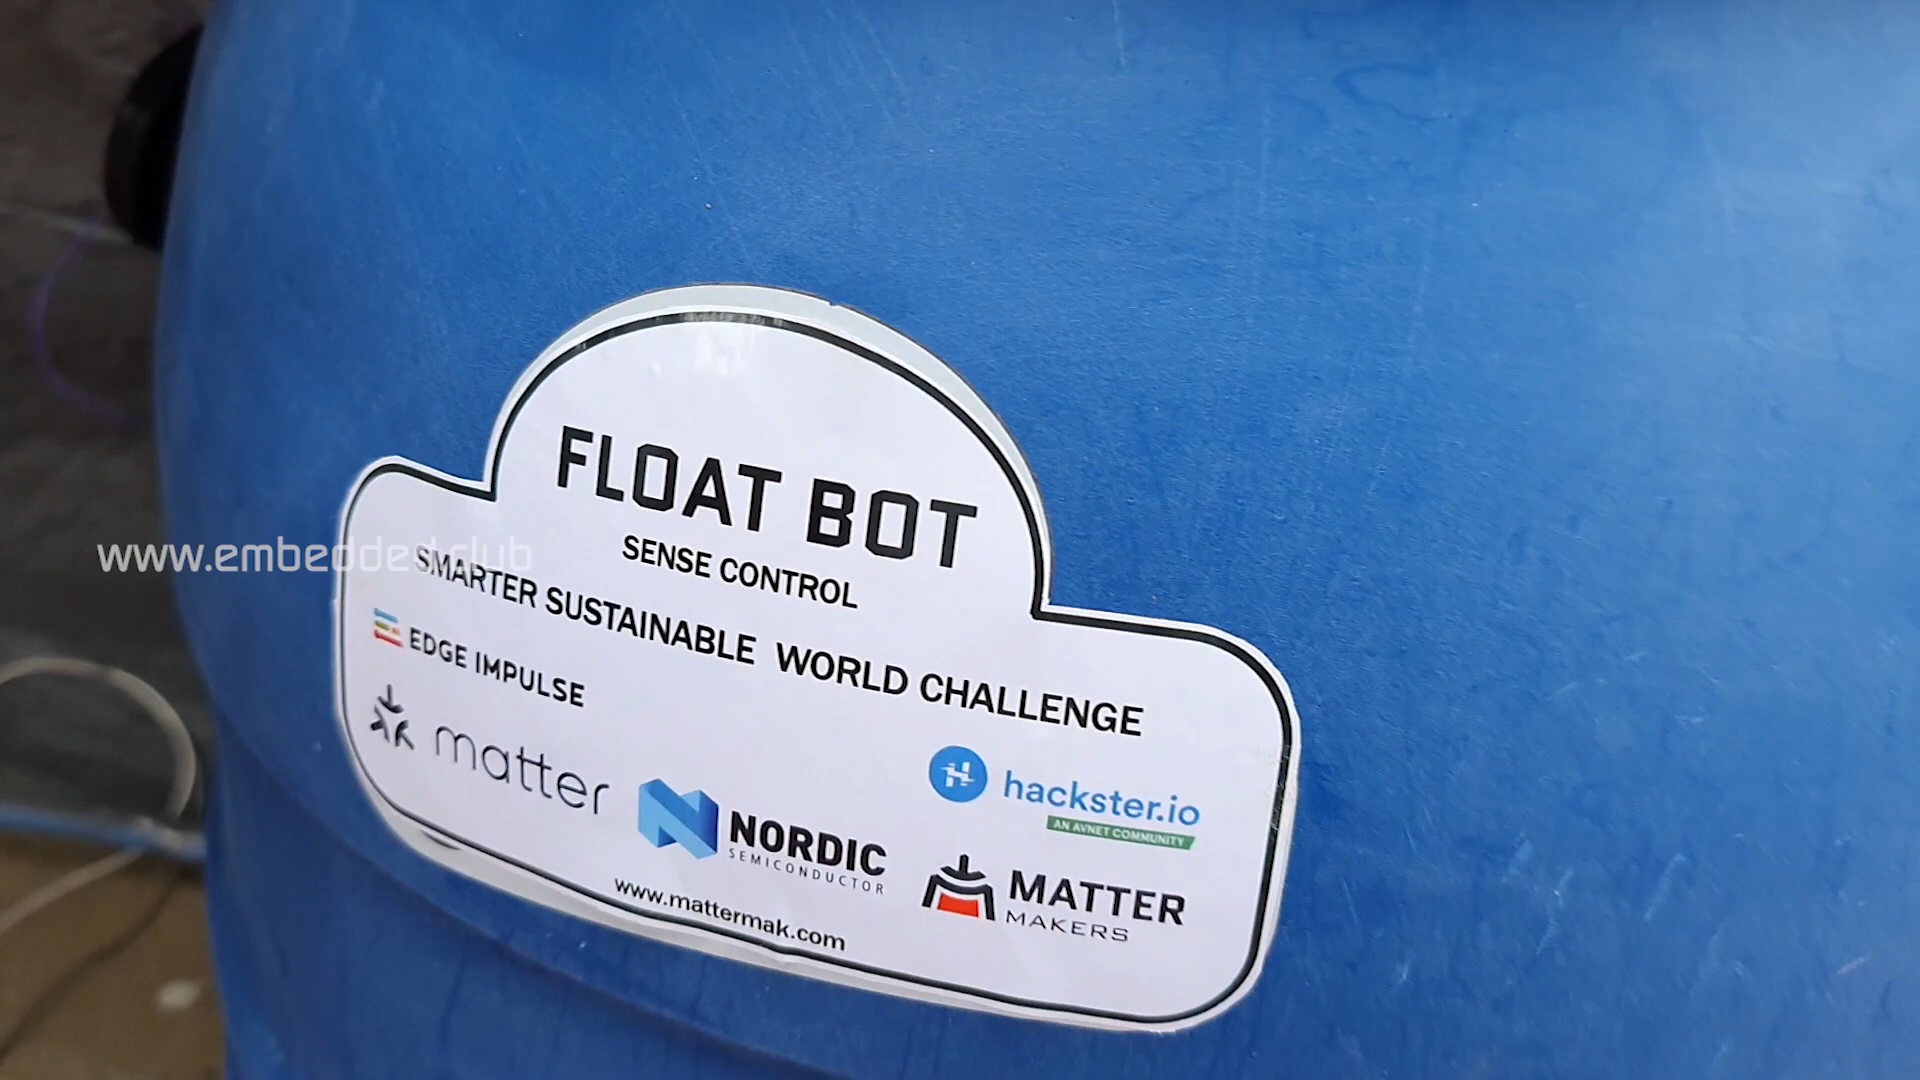 FLOAT BOT
SENSE CONTROL
www.embedded.club
SMARTER SUSTAINABLE WORLD CHALLENGE
EDGE IMPULSE
matter
hackster.io
AN AVNET COMMUNITY
NORDIC
SEMICONDUCTOR
MATTER
MAKERS
www.mattermak.com